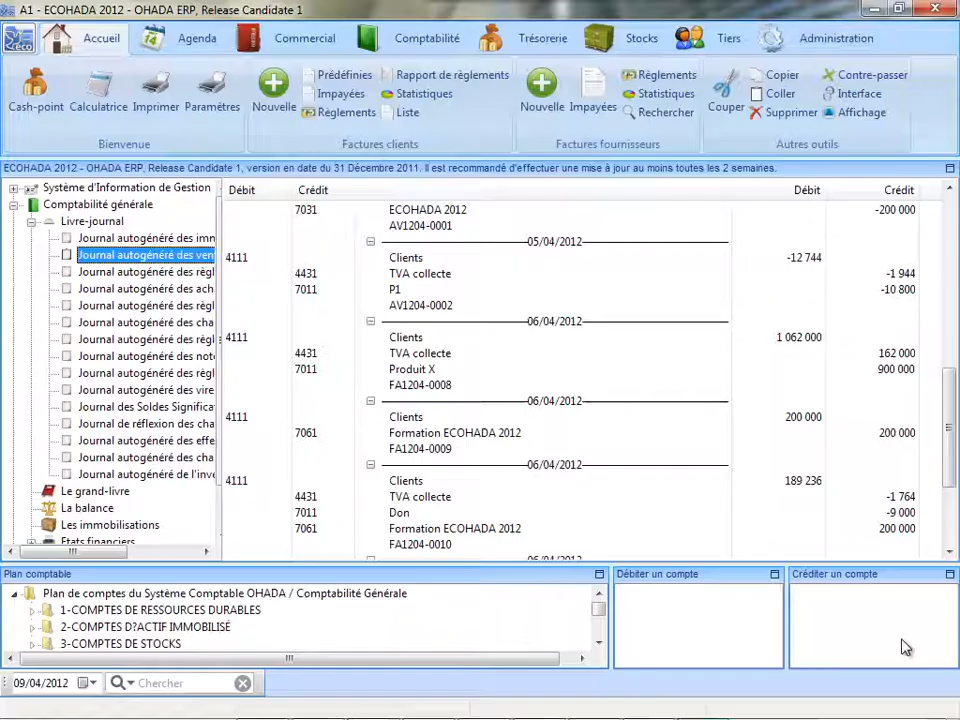 A1 - ECOHADA 2012 - OHADA ERP, Release Candidate 1
éco Accueil Agenda Commercial Comptabilité Trésorerie Stocks Tiers Administration
Prédéfinies Rapport de règlements Règlements Copier Contre-passer
Impayées Statistiques Statistiques Coller Interface
Cash-point Calculatrice Imprimer Paramètres Nouvelle Règlements Liste Nouvelle Impayées Rechercher Couper Supprimer Affichage
Bienvenue Factures clients Factures fournisseurs Autres outils
ECOHADA 2012 - OHADA ERP, Release Candidate 1, version en date du 31 Décembre 2011. Il est recommandé d'effectuer une mise à jour au moins toutes les 2 semaines.
Système d'Information de Gestion
Comptabilité générale
Livre-journal
Journal autogénéré des imm
Journal autogénéré des ven
Journal autogénéré des règl
Journal autogénéré des ach
Journal autogénéré des règl
Journal autogénéré des cha
Journal autogénéré des règl
Journal autogénéré des not
Journal autogénéré des règl
Journal autogénéré des vire
Journal des Soldes Significa
Journal de réflexion des cha
Journal autogénéré des effe
Journal autogénéré des cha
Journal autogénéré de l'inve
Le grand-livre
La balance
Les immobilisations
Etats financiers
Débit Crédit Débit Crédit
7031 ECOHADA 2012 -200 000
AV1204-0001
05/04/2012
4111 Clients -12 744
4431 TVA collecte -1 944
7011 P1 -10 800
AV1204-0002
06/04/2012
4111 Clients 1 062 000
4431 TVA collecte 162 000
7011 Produit X 900 000
FA1204-0008
06/04/2012
4111 Clients 200 000
7061 Formation ECOHADA 2012 200 000
FA1204-0009
06/04/2012
4111 Clients 189 236
4431 TVA collecte -1 764
7011 Don -9 000
7061 Formation ECOHADA 2012 200 000
FA1204-0010
06/04/2012
Plan comptable Débiter un compte Créditer un compte
Plan de comptes du Système Comptable OHADA / Comptabilité Générale
1-COMPTES DE RESSOURCES DURABLES
2-COMPTES D?ACTIF IMMOBILISÉ
3-COMPTES DE STOCKS
09/04/2012 Chercher